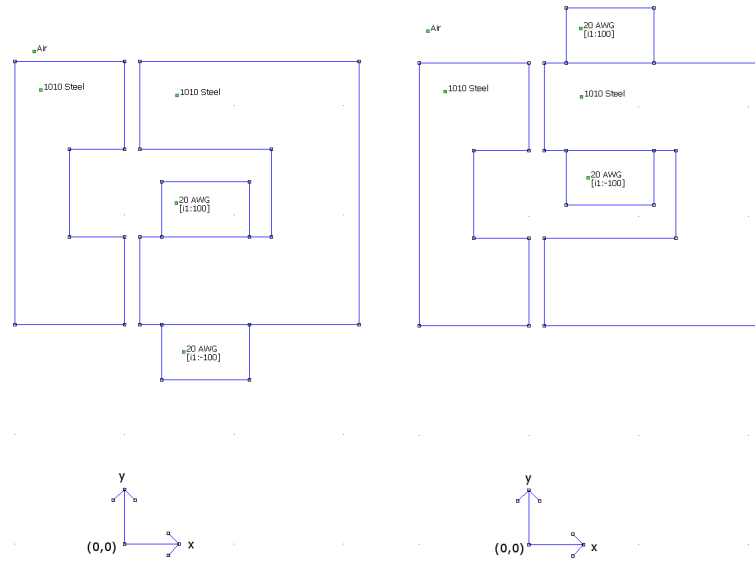 Air
1010 Steel
1010 Steel
20 AWG
[i1:100]
20 AWG
[i1:-100]
y
(0,0)
x
Air
20 AWG
[i1:100]
1010 Steel
1010 Steel
20 AWG
[i1:-100]
y
(0,0)
x